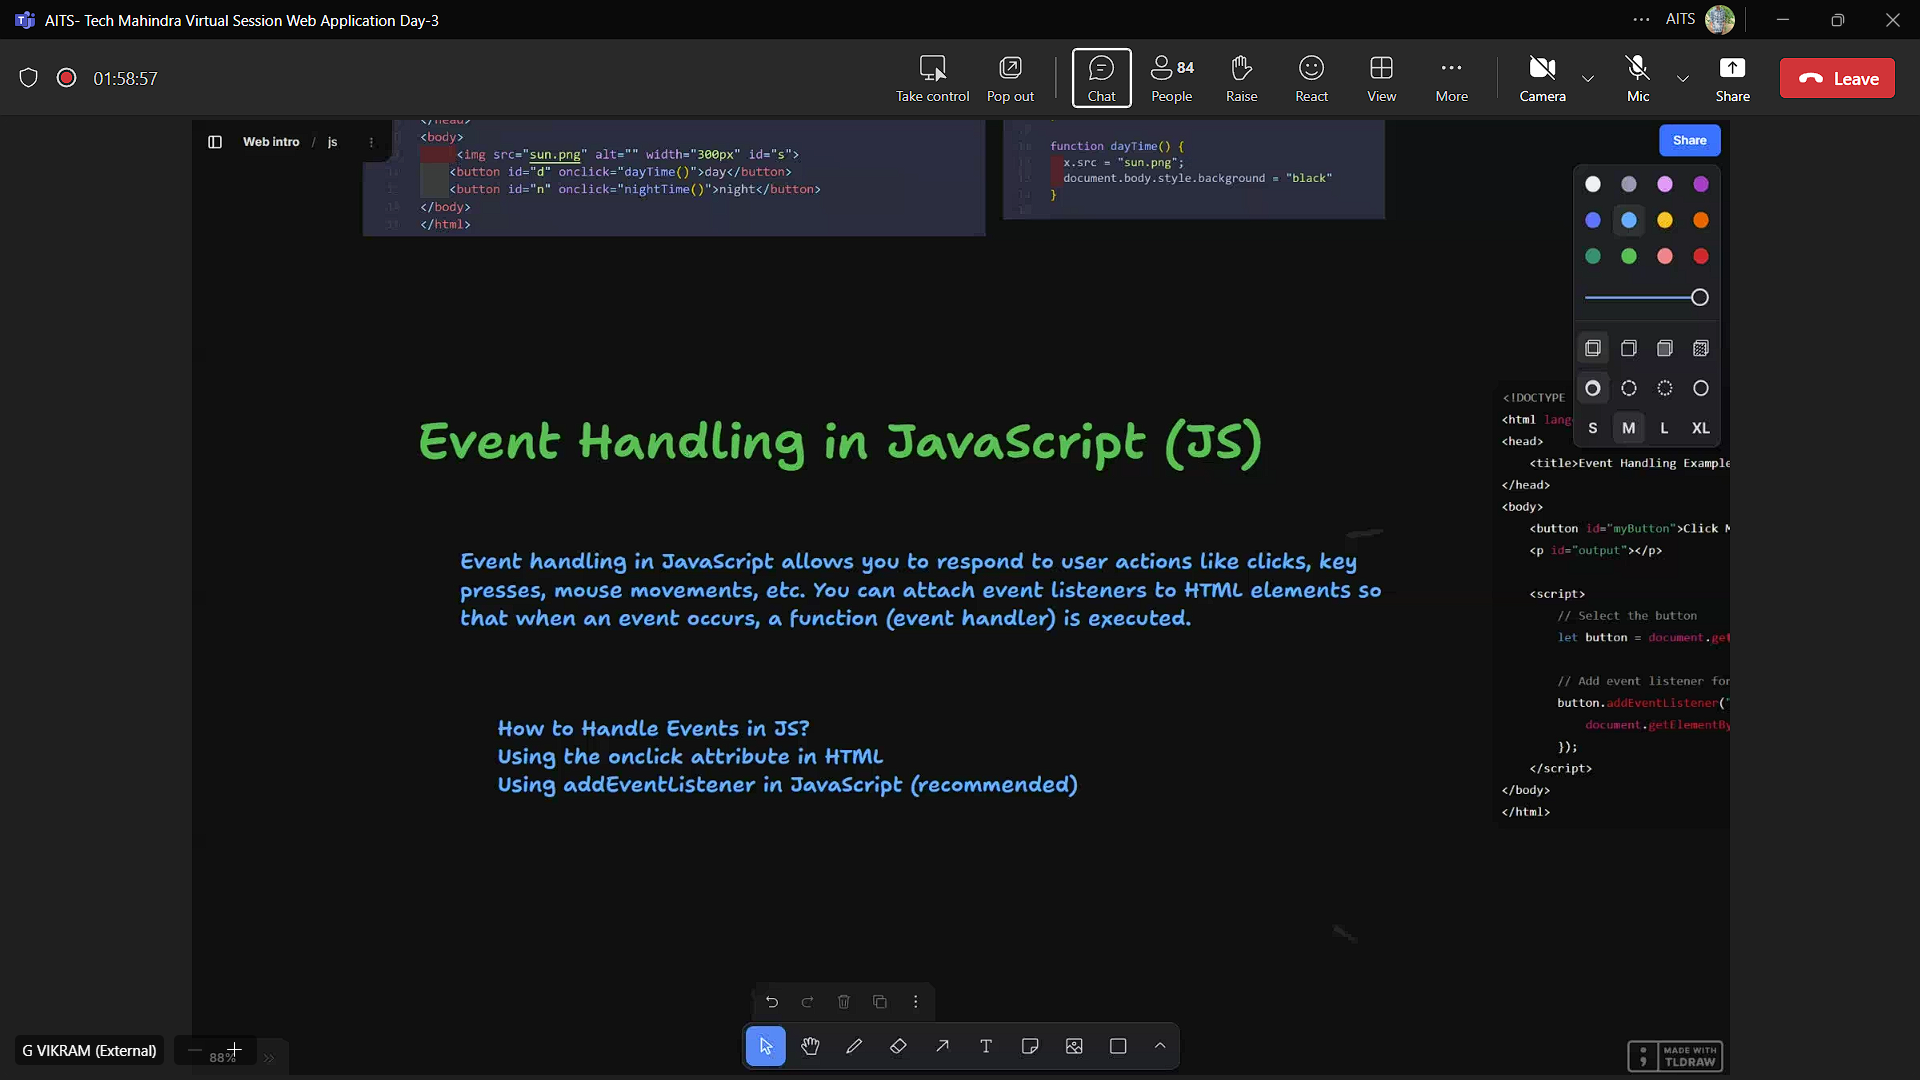 AITS- Tech Mahindra Virtual Session Web Application Day-3
AITS
01:58:57
Take control
Pop out
Chat
84
People
Raise
React
View
More
Camera
Mic
Share
Leave
Web intro / js
Share
<body>
<img src="sun.png" alt="" width="300px" id="s">
<button id="d" onclick="dayTime()">day</button>
<button id="n" onclick="nightTime()">night</button>
</body>
</html>
function dayTime() {
x.src = "sun.png";
document.body.style.background = "black"
}
S M L XL
Event Handling in JavaScript (JS)
Event handling in JavaScript allows you to respond to user actions like clicks, key
presses, mouse movements, etc. You can attach event listeners to HTML elements so
that when an event occurs, a function (event handler) is executed.
How to Handle Events in JS?
Using the onclick attribute in HTML
Using addEventListener in JavaScript (recommended)
<!DOCTYPE
<html lang
<head>
<title>Event Handling Example
</head>
<body>
<button id="myButton">Click
<p id="output"></p>
<script>
// Select the button
let button = document.get
// Add event listener for
button.addEventListener("
document.getElementBy
});
</script>
</body>
</html>
G VIKRAM (External)
88%
MADE WITH
TLDRAW